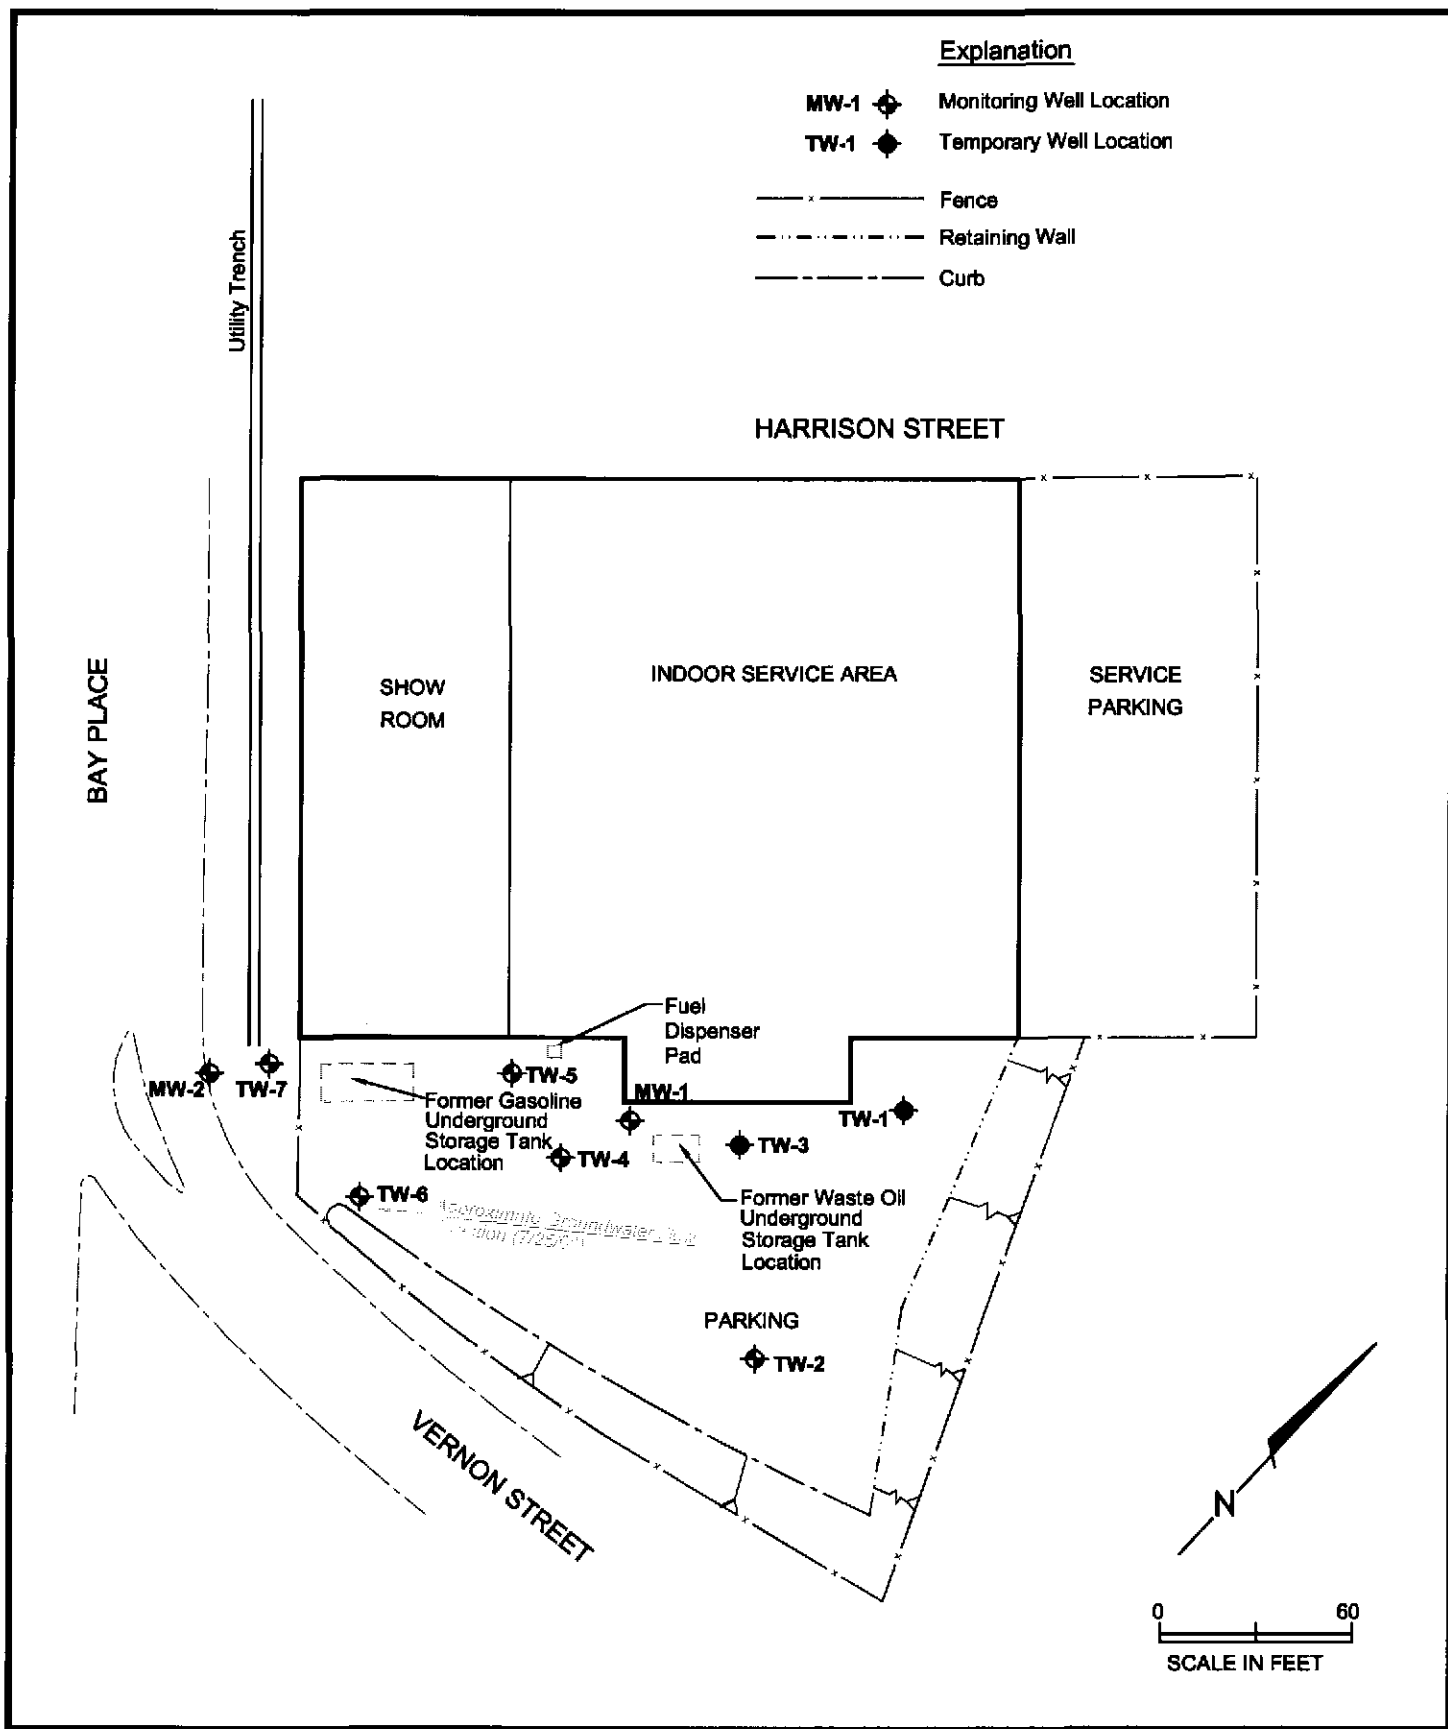 Explanation
MW-1 Monitoring Well Location
TW-1 Temporary Well Location
x Fence
Retaining Wall
Curb
Utility Trench
HARRISON STREET
BAY PLACE
SHOW
ROOM
INDOOR SERVICE AREA
SERVICE
PARKING
Fuel
Dispenser
Pad
MW-2
TW-7
TW-5
MW-1
Former Gasoline
Underground
Storage Tank
Location
TW-1
TW-3
TW-4
TW-6
Former Waste Oil
Underground
Storage Tank
Location
Approximate Groundwater
PARKING
TW-2
VERNON STREET
N
0 60
SCALE IN FEET